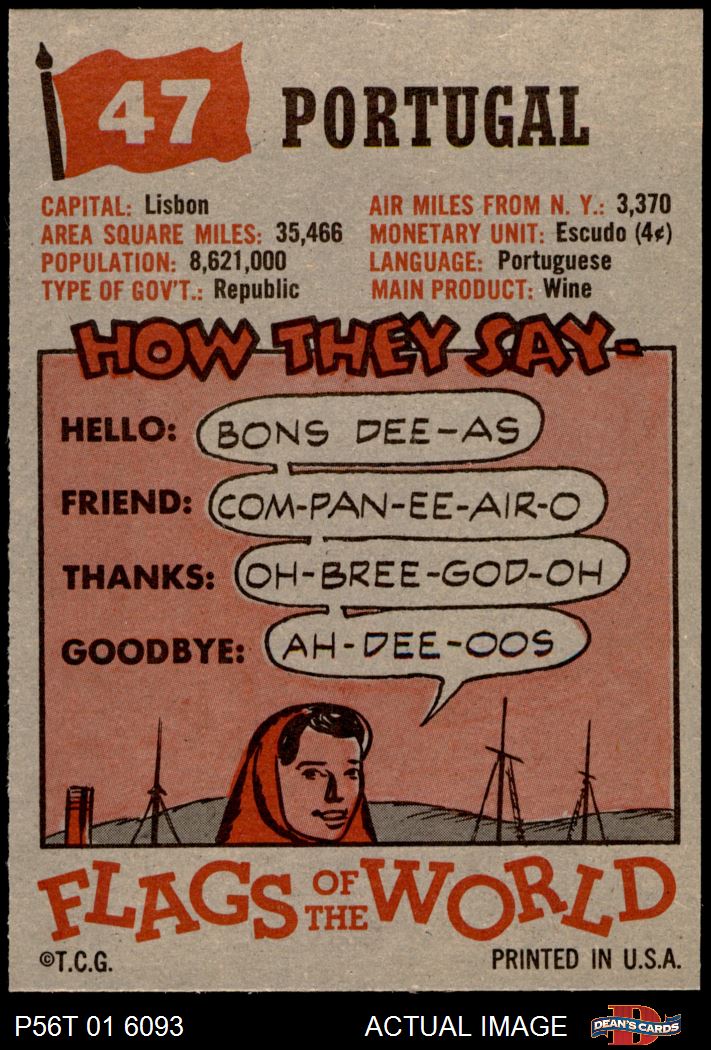 47 PORTUGAL
CAPITAL: Lisbon
AREA SQUARE MILES: 35,466
POPULATION: 8,621,000
TYPE OF GOV'T.: Republic
AIR MILES FROM N. Y.: 3,370
MONETARY UNIT: Escudo (4¢)
LANGUAGE: Portuguese
MAIN PRODUCT: Wine
HOW THEY SAY-
HELLO: BONS DEE-AS
FRIEND: COM-PAN-EE-AIR-O
THANKS: OH-BREE-GOD-OH
GOODBYE: AH-DEE-OOS
FLAGS OF THE WORLD
©T.C.G. PRINTED IN U.S.A.
P56T 01 6093 ACTUAL IMAGE D DEAN'S CARDS